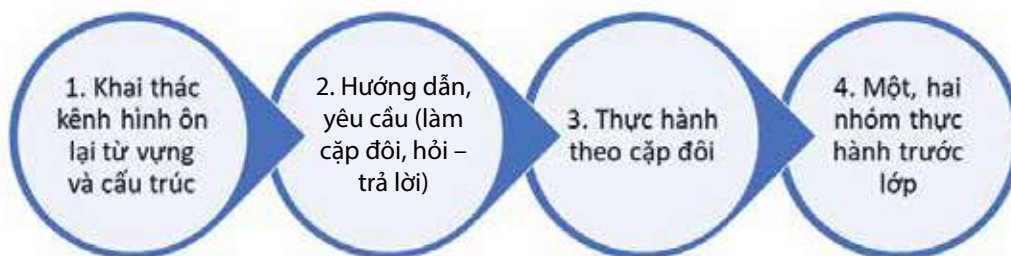 1. Khai thác
kênh hình ôn
lại từ vựng
và cấu trúc
2. Hướng dẫn,
yêu cầu (làm
cặp đôi, hỏi –
trả lời)
3. Thực hành
theo cặp đôi
4. Một, hai
nhóm thực
hành trước
lớp